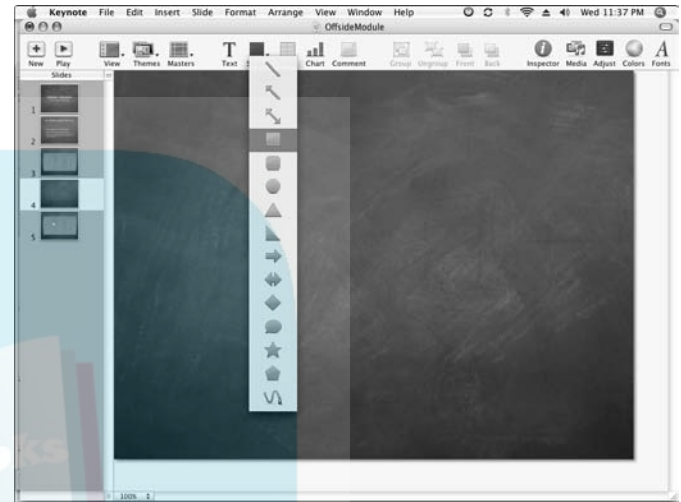 Keynote File Edit Insert Slide Format Arrange View Window Help Wed 11:37 PM
OffsideModule
New Play View Themes Masters Text Chart Comment Group Ungroup Front Back Inspector Media Adjust Colors Fonts
Slides
1
2
3
4
5
ks
100%